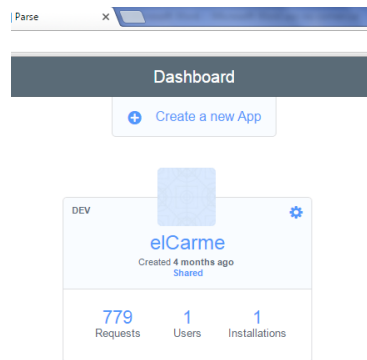 Parse
Dashboard
Create a new App
DEV
elCarme
Created 4 months ago
Shared
779 1 1
Requests Users Installations